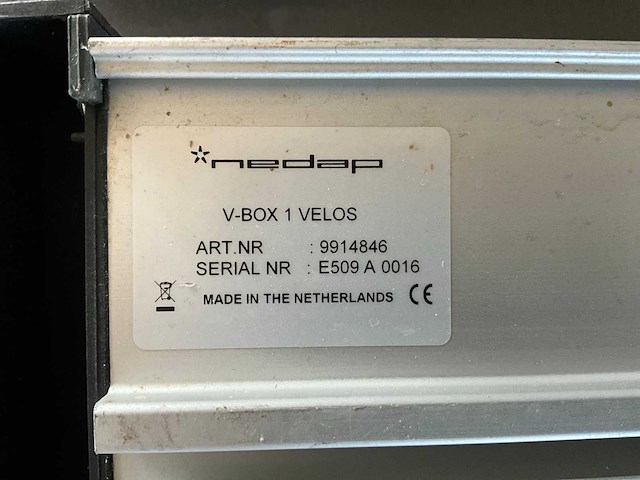 nedap
V-BOX 1 VELOS
ART.NR : 9914846
SERIAL NR : E509 A 0016
MADE IN THE NETHERLANDS CE